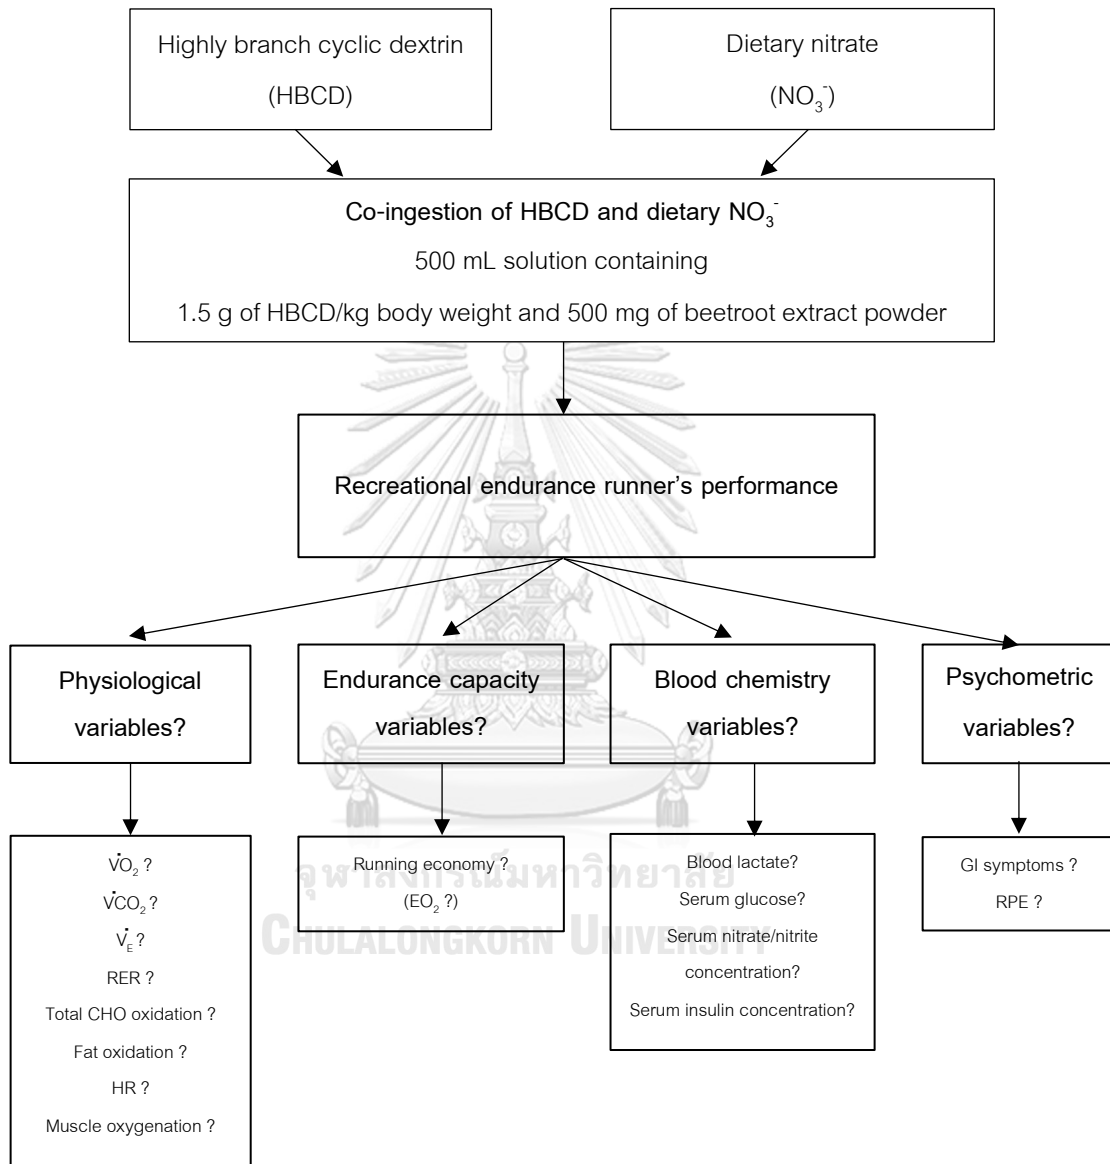 Highly branch cyclic dextrin
(HBCD)
Dietary nitrate
(NO₃⁻)
Co-ingestion of HBCD and dietary NO₃⁻
500 mL solution containing
1.5 g of HBCD/kg body weight and 500 mg of beetroot extract powder
Recreational endurance runner’s performance
Physiological
variables?
Endurance capacity
variables?
Blood chemistry
variables?
Psychometric
variables?
V̇O₂ ?
V̇CO₂ ?
V̇E ?
RER ?
Total CHO oxidation ?
Fat oxidation ?
HR ?
Muscle oxygenation ?
Running economy ?
(EO₂ ?)
Blood lactate?
Serum glucose?
Serum nitrate/nitrite
concentration?
Serum insulin concentration?
GI symptoms ?
RPE ?
จุฬาลงกรณ์มหาวิทยาลัย
CHULALONGKORN UNIVERSITY